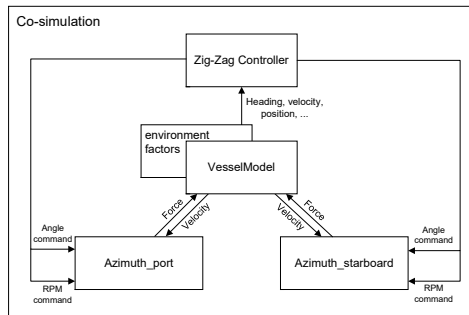 Co-simulation
Zig-Zag Controller
Heading, velocity,
position, ...
environment
factors
VesselModel
Force
Velocity
Velocity
Force
Angle
command
Azimuth_port
RPM
command
Azimuth_starboard
Angle
command
RPM
command